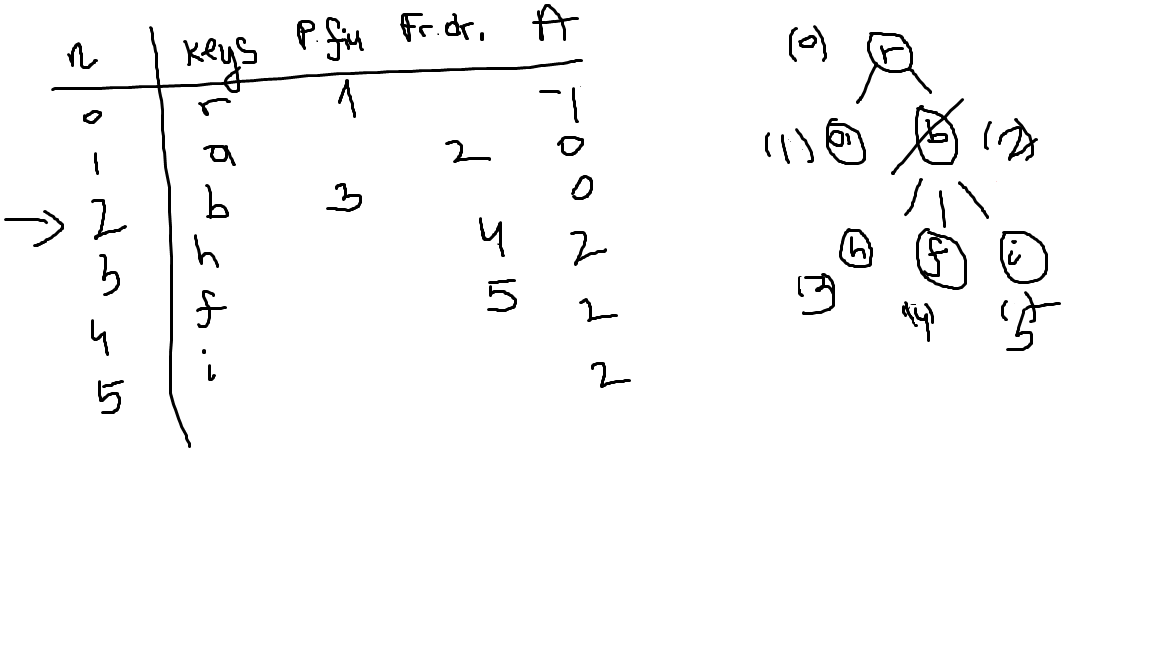 n keys P. fiu Fr. dr. A
0 r 1 -1
1 a 2 0
2 b 3 0
3 h 4 2
4 f 5 2
5 i 2
(0) r
(1) a b (2)
h f i
(3) (4) (5)